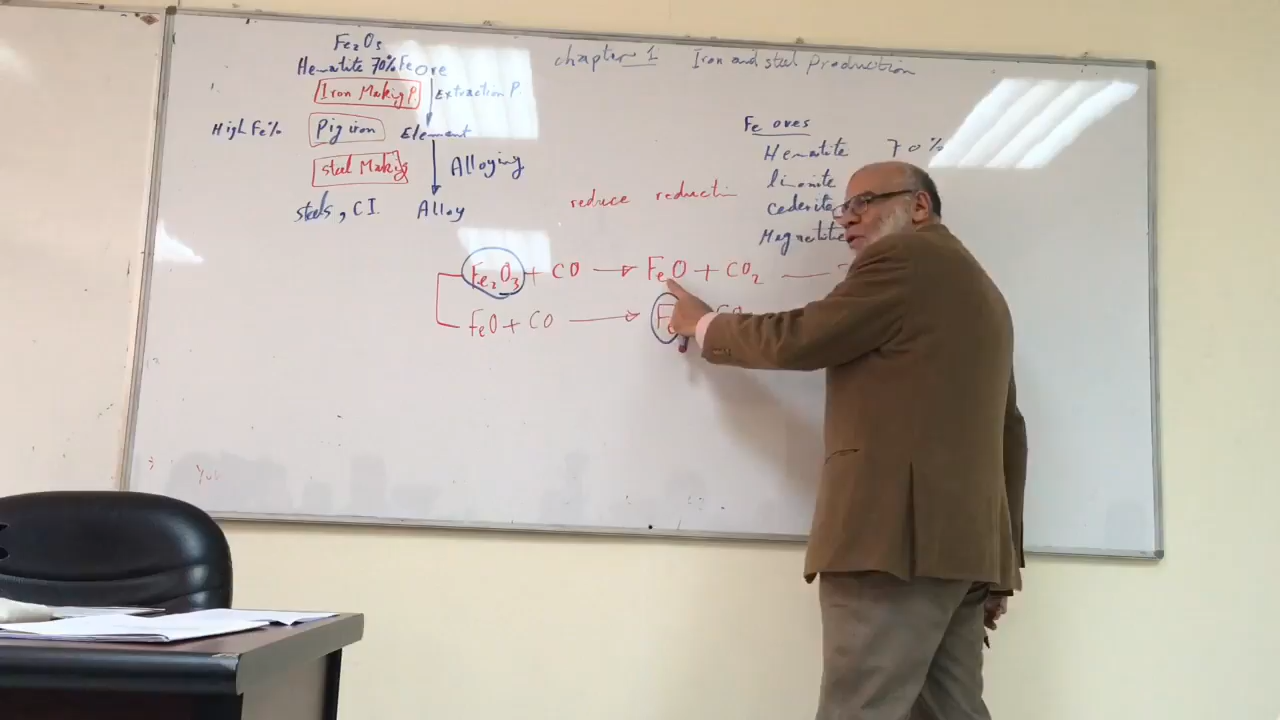 Fe₂O₃
Hematite 70% Fe ore
Iron Making P.
Extraction P.
High Fe%
Pig iron
Element
Steel Making
Alloying
steels, C.I.
Alloy
chapter 1 Iron and steel Production
Fe ores
Hematite 70%
limonite
Magnetite
reduce reducti
Fe₂O₃ + CO → FeO + CO₂
FeO + CO →